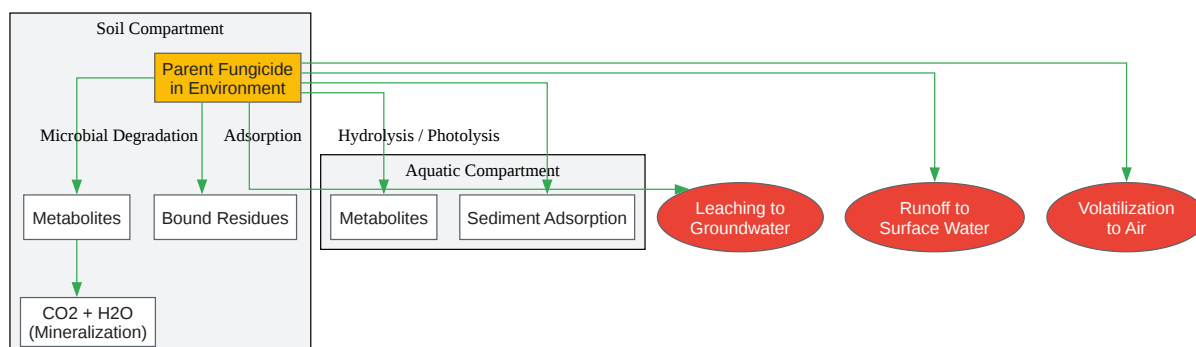 Soil Compartment
Parent Fungicide
in Environment
Microbial Degradation
Adsorption
Hydrolysis / Photolysis
Aquatic Compartment
Metabolites
Bound Residues
Metabolites
Sediment Adsorption
Leaching to
Groundwater
Runoff to
Surface Water
Volatilization
to Air
CO2 + H2O
(Mineralization)